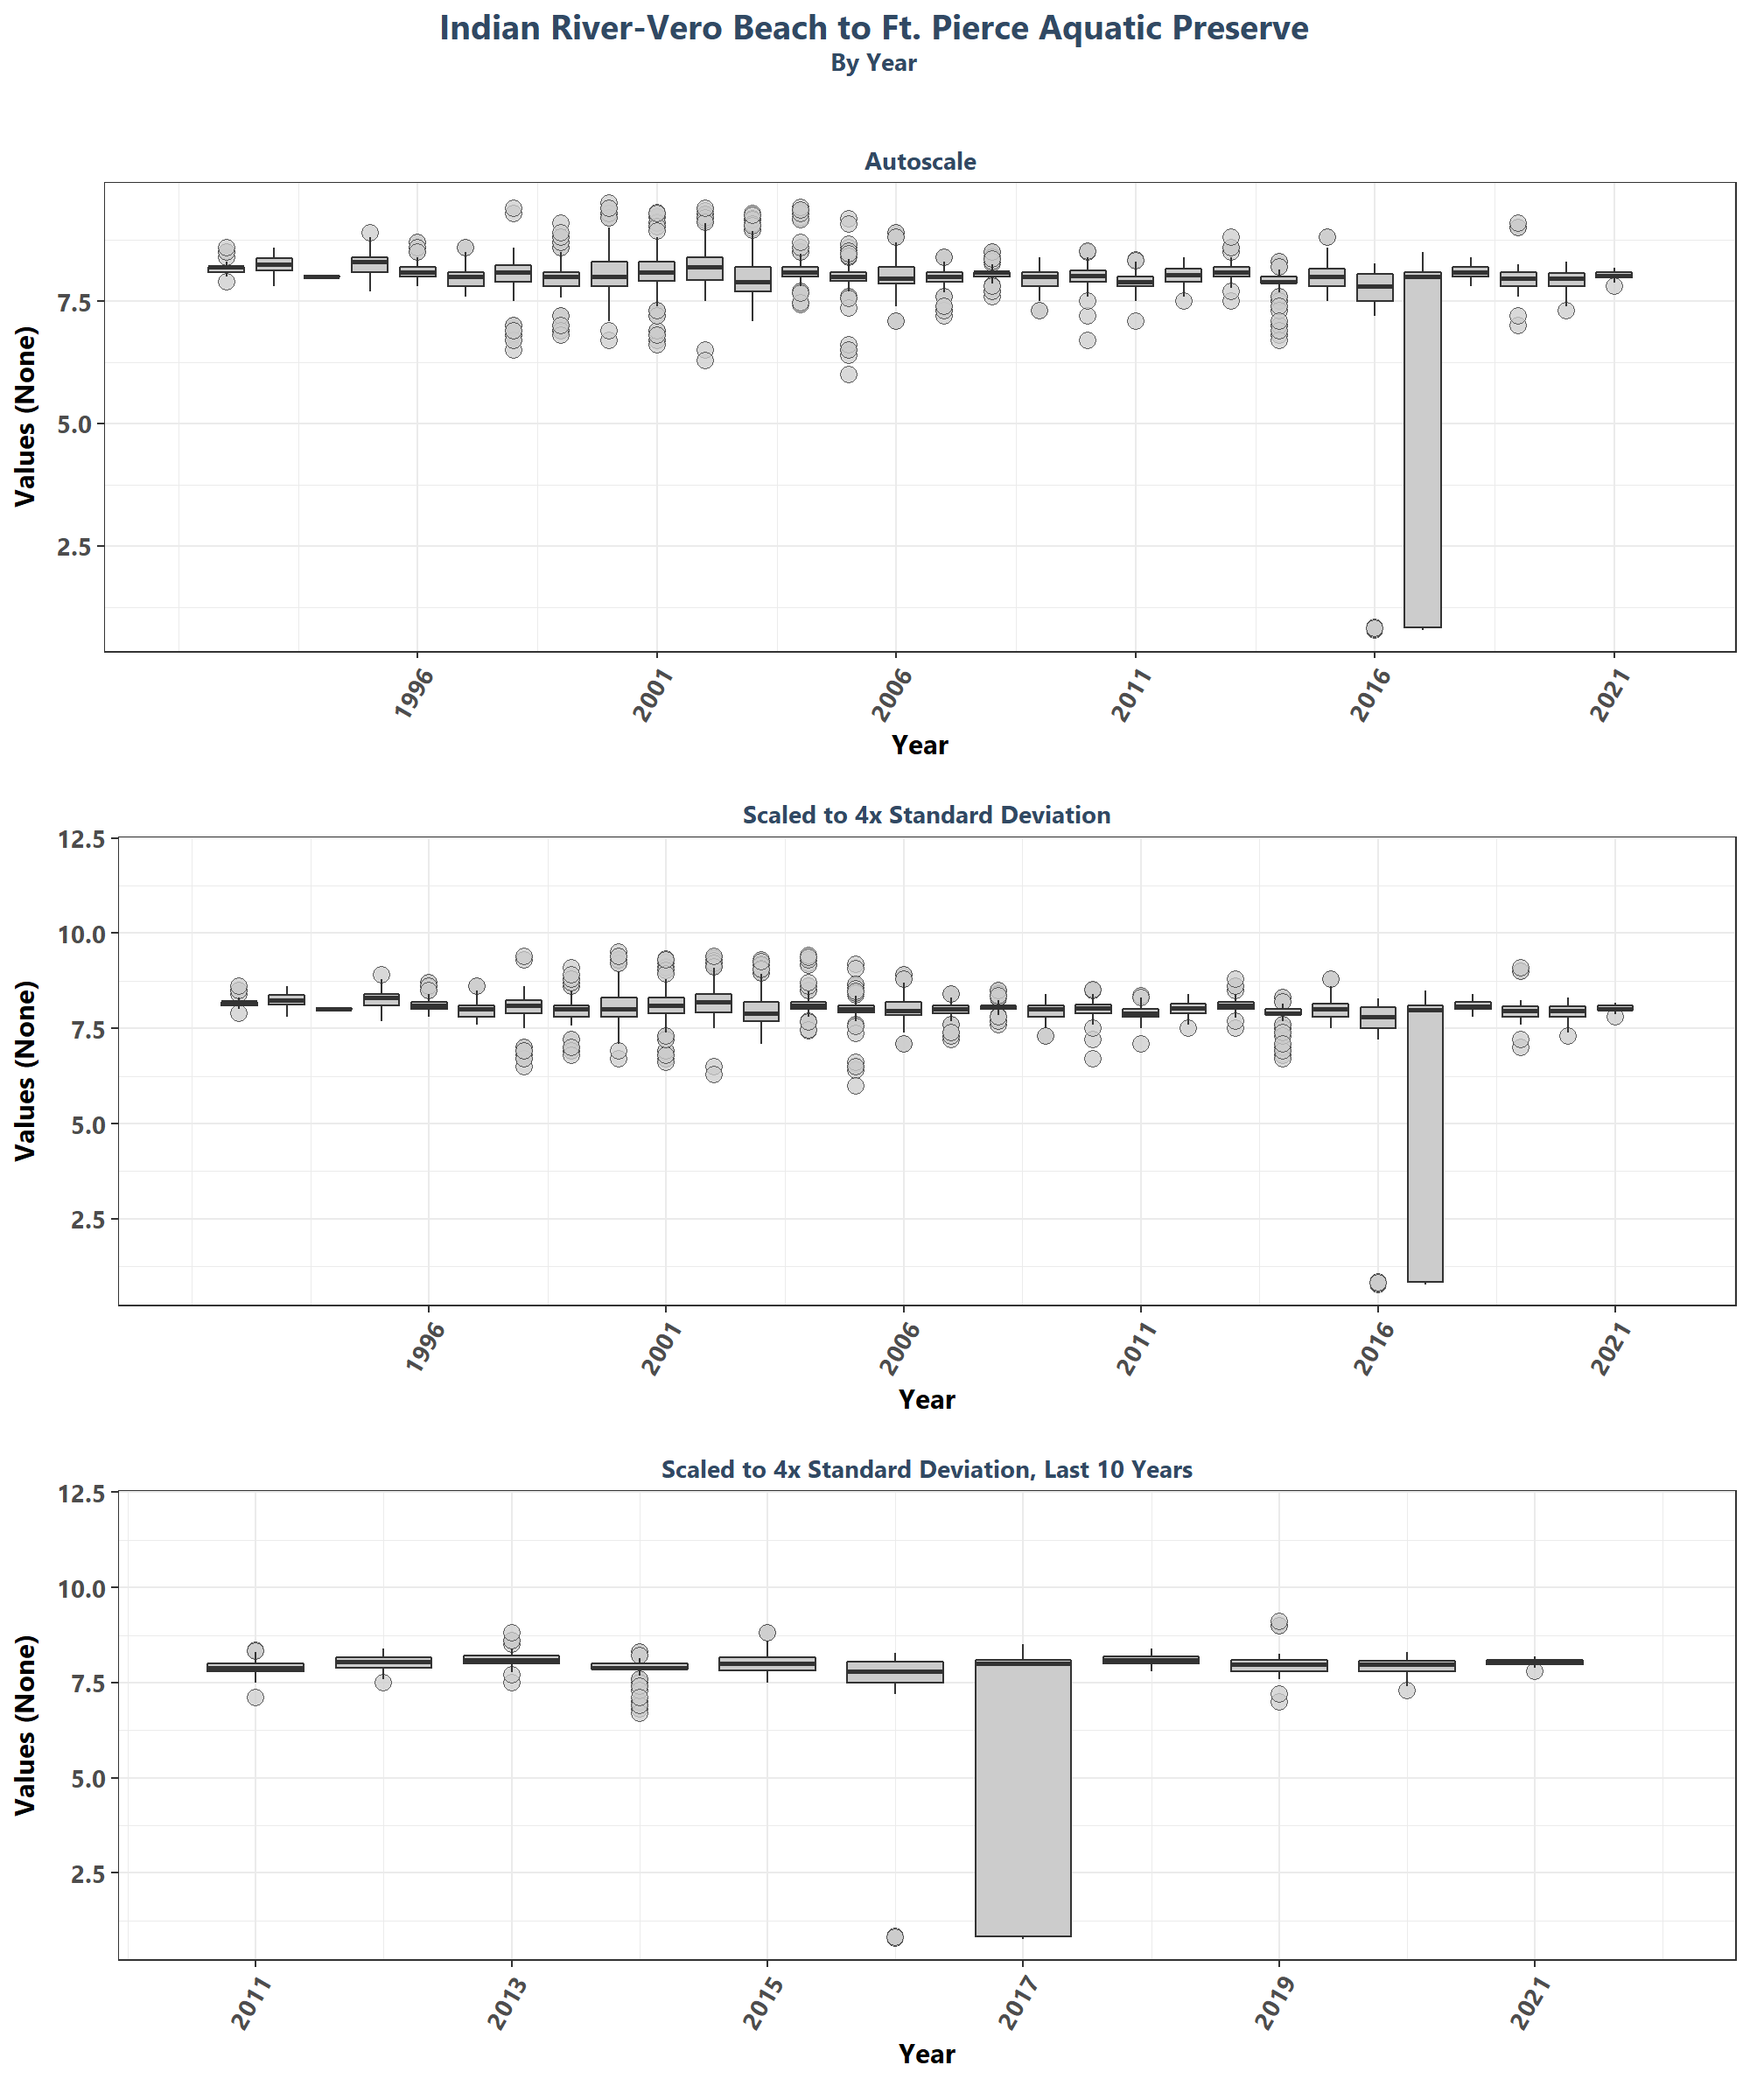 Indian River-Vero Beach to Ft. Pierce Aquatic Preserve
By Year
Autoscale
Values (None)
7.5
5.0
2.5
1996
2001
2006
2011
2016
2021
Year
Scaled to 4x Standard Deviation
Values (None)
12.5
10.0
7.5
5.0
2.5
1996
2001
2006
2011
2016
2021
Year
Scaled to 4x Standard Deviation, Last 10 Years
Values (None)
12.5
10.0
7.5
5.0
2.5
2011
2013
2015
2017
2019
2021
Year